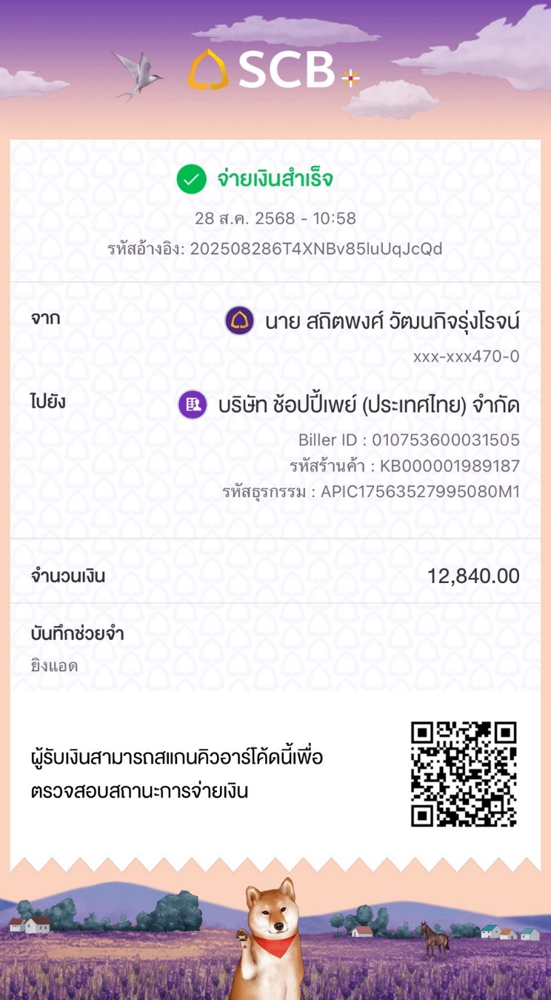 SCB
จ่ายเงินสำเร็จ
28 ส.ค. 2568 - 10:58
รหัสอ้างอิง: 202508286T4XNBv85luUqJcQd
จาก
นาย สถิตพงศ์ วัฒนกิจรุ่งโรจน์
xxx-xxx470-0
ไปยัง
บริษัท ช้อปปี้เพย์ (ประเทศไทย) จำกัด
Biller ID : 010753600031505
รหัสร้านค้า : KB000001989187
รหัสธุรกรรม : APIC17563527995080M1
จำนวนเงิน
12,840.00
บันทึกช่วยจำ
ยิงแอด
ผู้รับเงินสามารถสแกนคิวอาร์โค้ดนี้เพื่อ
ตรวจสอบสถานะการจ่ายเงิน